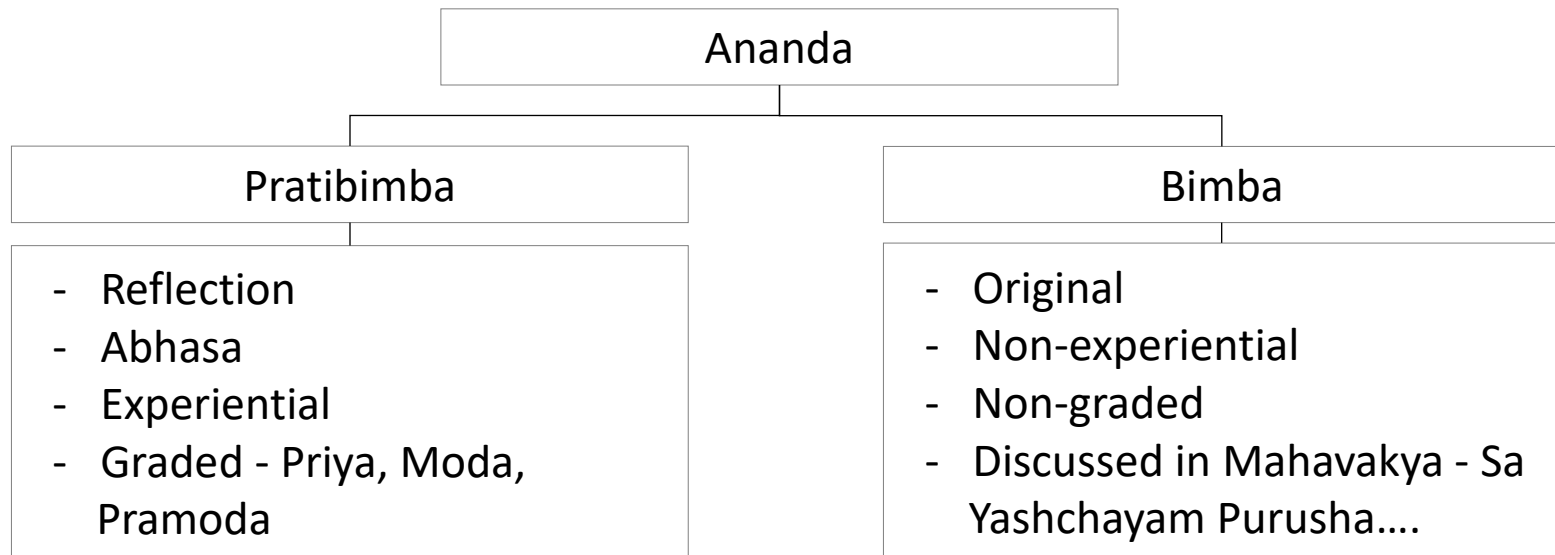 Ananda
Pratibimba
- Reflection
- Abhasa
- Experiential
- Graded - Priya, Moda,
Pramoda
Bimba
- Original
- Non-experiential
- Non-graded
- Discussed in Mahavakya - Sa
Yashchayam Purusha....